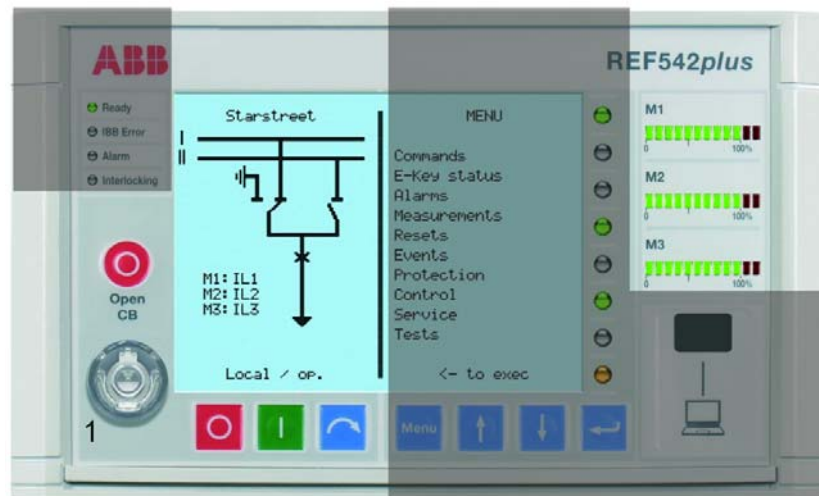 ABB
REF542plus
Ready
IBB Error
Alarm
Interlocking
Open
CB
1
Starstreet
I
II
M1: IL1
M2: IL2
M3: IL3
Local / op.
MENU
Commands
E-Key status
Alarms
Measurements
Resets
Events
Protection
Control
Service
Tests
<- to exec
M1
0 100%
M2
0 100%
M3
0 100%
Menu